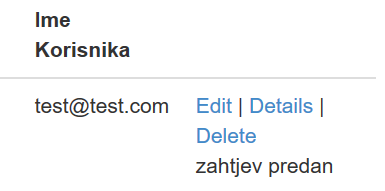 Ime
Korisnika
test@test.com Edit | Details |
Delete
zahtjev predan